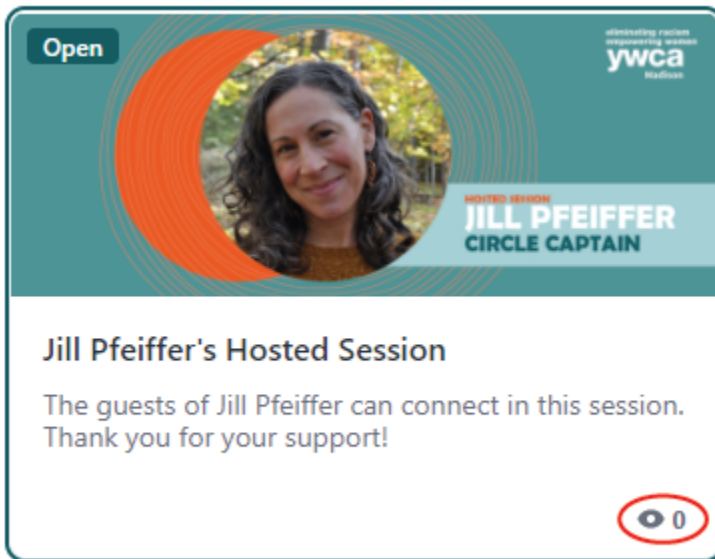 Open
eliminating racism
empowering women
ywca
Madison
HOSTED SESSION
JILL PFEIFFER
CIRCLE CAPTAIN
Jill Pfeiffer's Hosted Session
The guests of Jill Pfeiffer can connect in this session.
Thank you for your support!
0